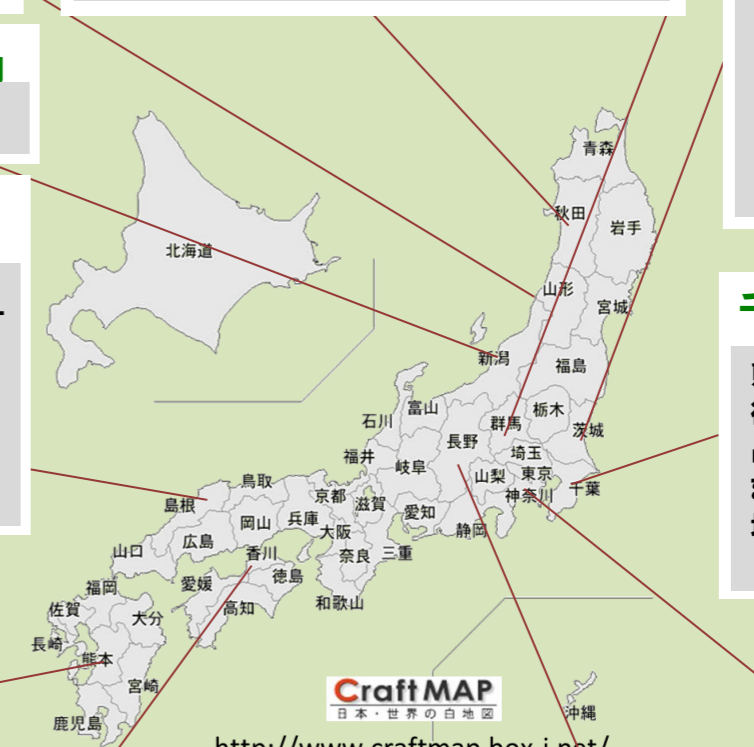 青森
秋田
岩手
北海道
山形
宮城
新潟
福島
富山
栃木
石川
群馬
茨城
長野
福井
埼玉
岐阜
山梨
東京
鳥取
千葉
島根
京都
滋賀
神奈川
岡山
兵庫
愛知
大阪
静岡
広島
山口
香川
奈良
三重
徳島
福岡
愛媛
佐賀
高知
和歌山
大分
長崎
熊本
宮崎
CraftMAP
日本・世界の白地図
沖縄
鹿児島
http://www.craftmap.box-i.net/